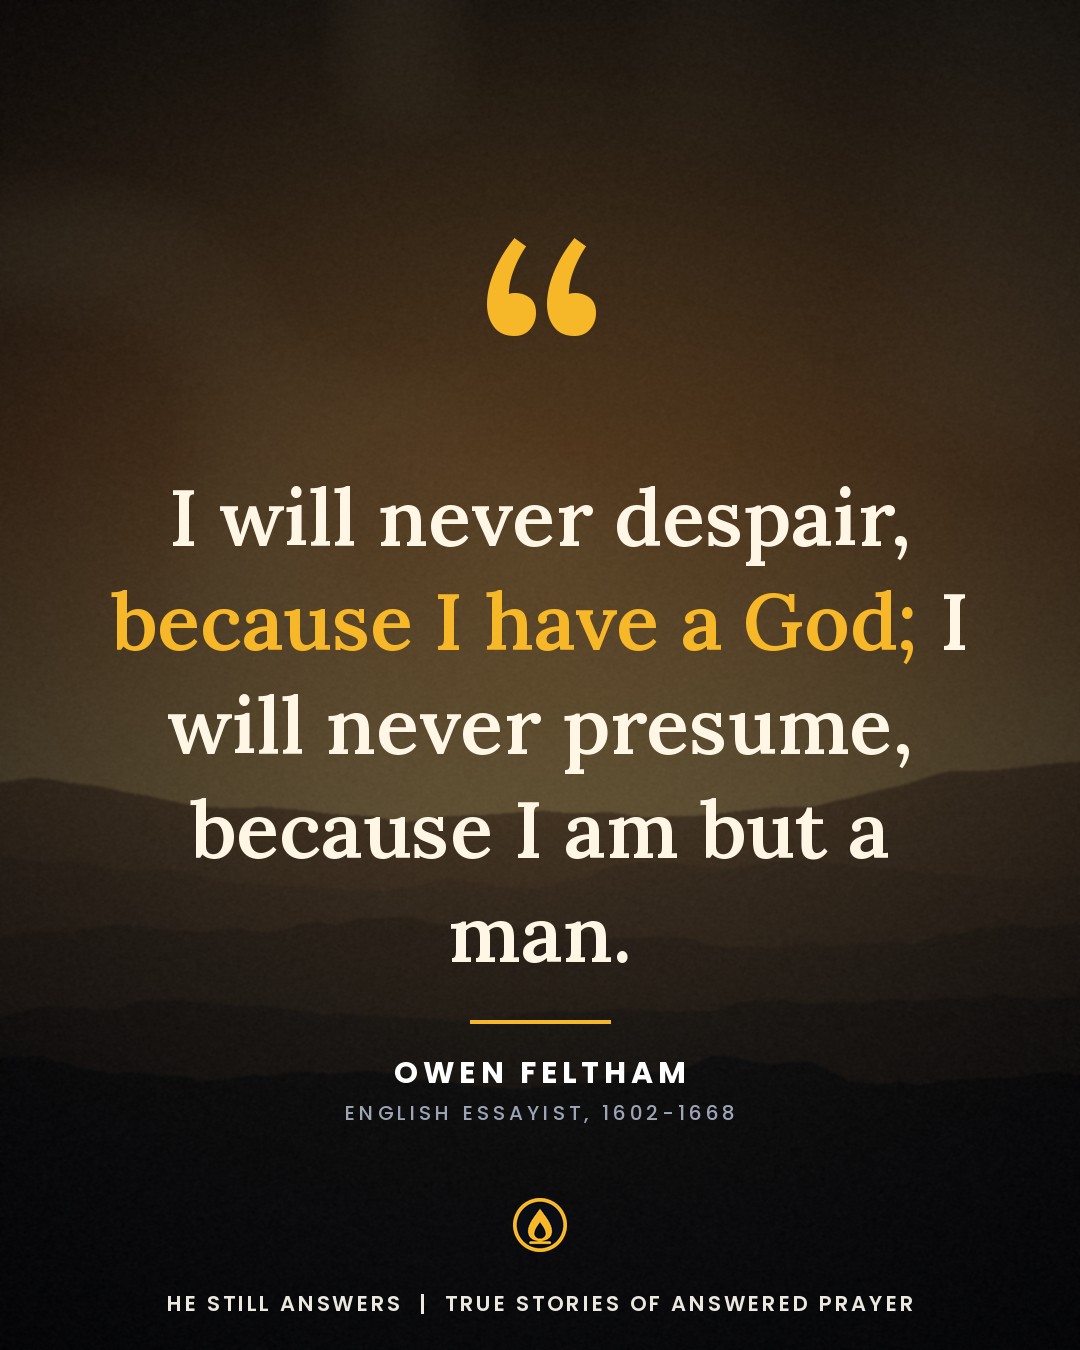 “
I will never despair,
because I have a God; I
will never presume,
because I am but a
man.
OWEN FELTHAM
ENGLISH ESSAYIST, 1602-1668
HE STILL ANSWERS | TRUE STORIES OF ANSWERED PRAYER